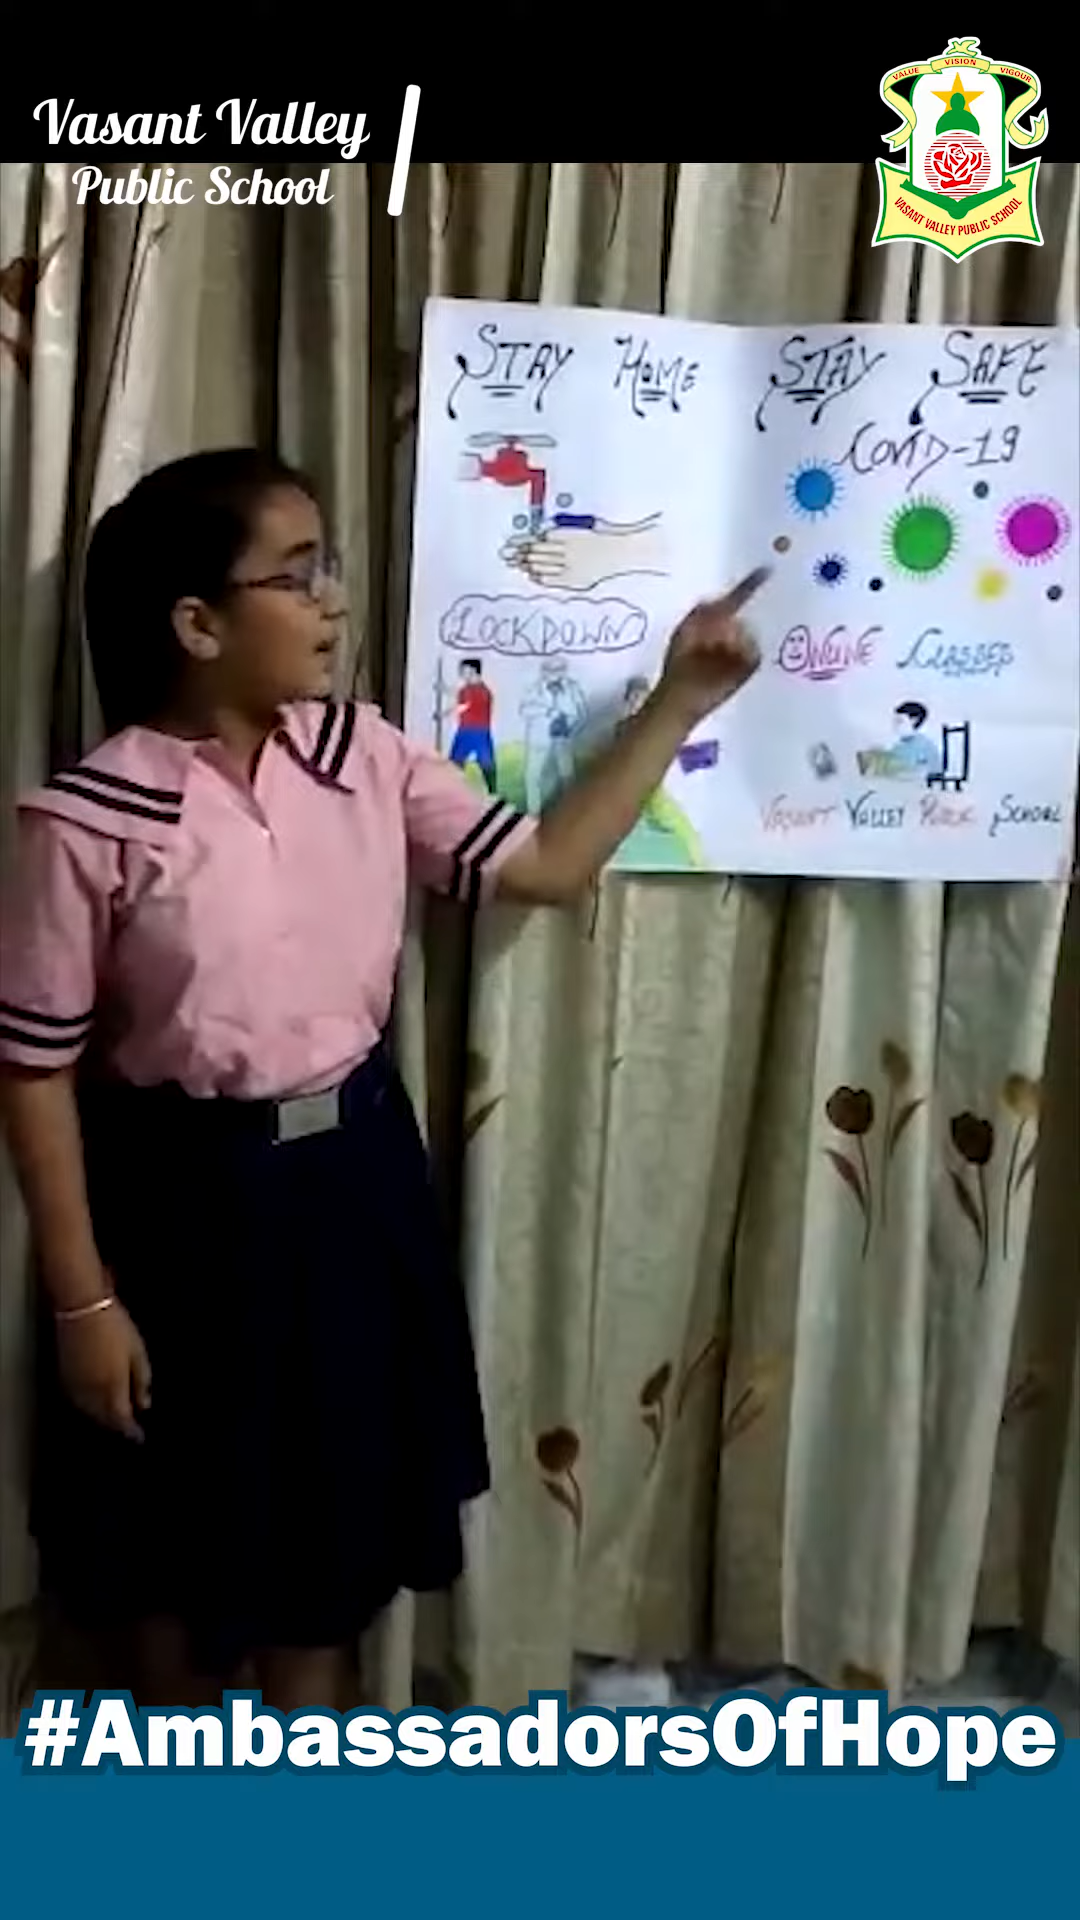 Vasant Valley
Public School
VALUE VISION VIGOUR
VASANT VALLEY PUBLIC SCHOOL
STAY HOME STAY SAFE
COVID-19
LOCKDOWN
ONLINE CLASSES
VASANT VALLEY PUBLIC SCHOOL
#AmbassadorsOfHope